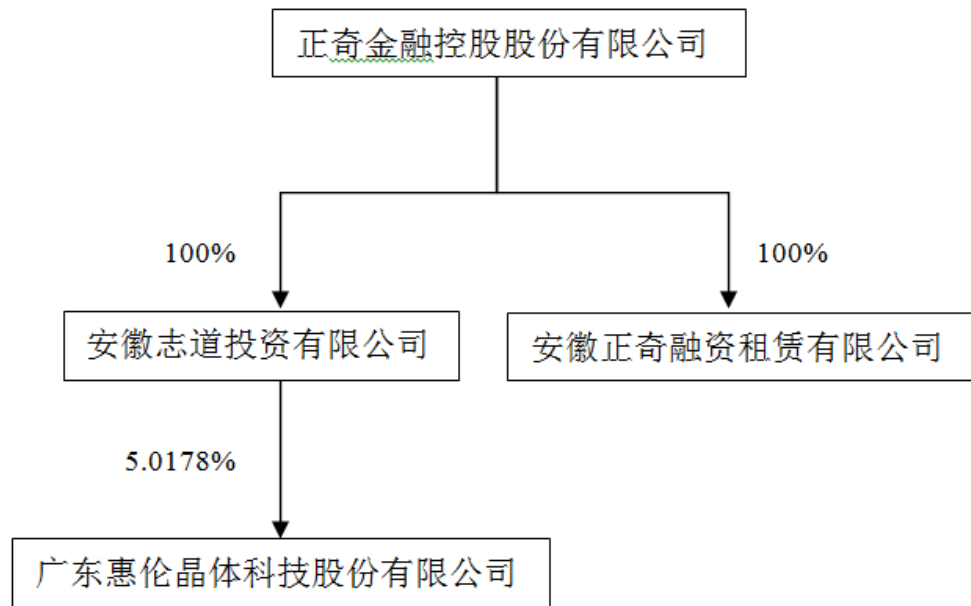 正奇金融控股股份有限公司
100%
100%
安徽志道投资有限公司
安徽正奇融资租赁有限公司
5.0178%
广东惠伦晶体科技股份有限公司